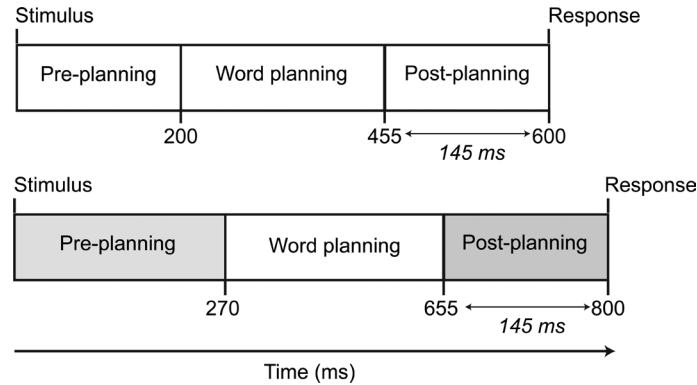 Stimulus Response
Pre-planning Word planning Post-planning
200 455 600
145 ms
Stimulus Response
Pre-planning Word planning Post-planning
270 655 800
145 ms
Time (ms)